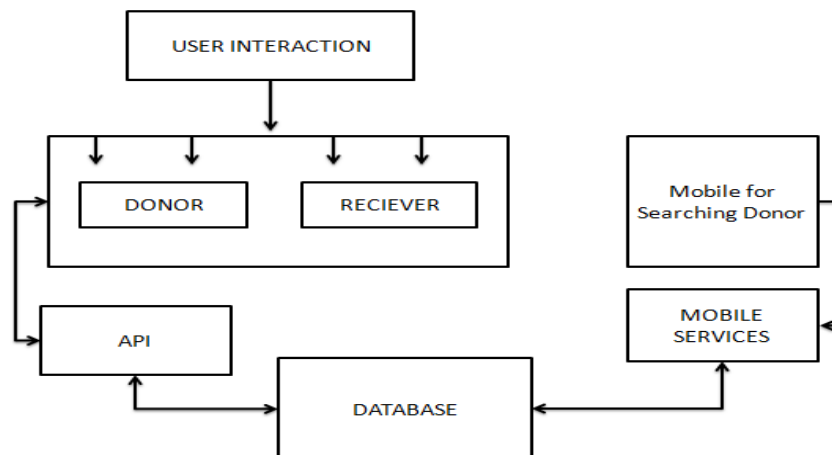 USER INTERACTION
DONOR
RECIEVER
Mobile for
Searching Donor
API
MOBILE
SERVICES
DATABASE